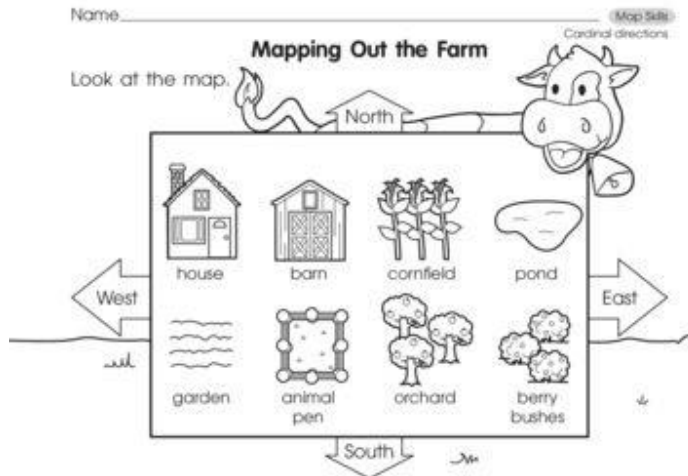 Name
Map Skills
Cardinal directions
Mapping Out the Farm
Look at the map.
North
house barn cornfield pond
West East
garden animal pen orchard berry bushes
South